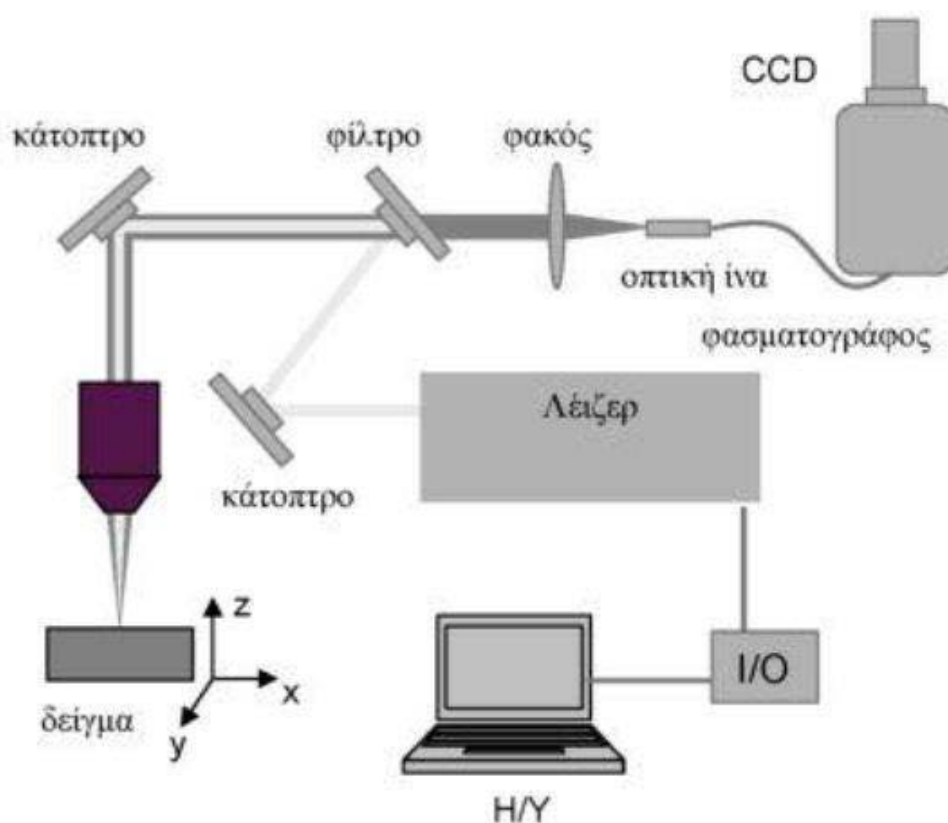 CCD
κάτοπτρο
φίλτρο
φακός
οπτική ίνα
φασματογράφος
Λέιζερ
κάτοπτρο
z
x
y
δείγμα
I/O
Η/Υ